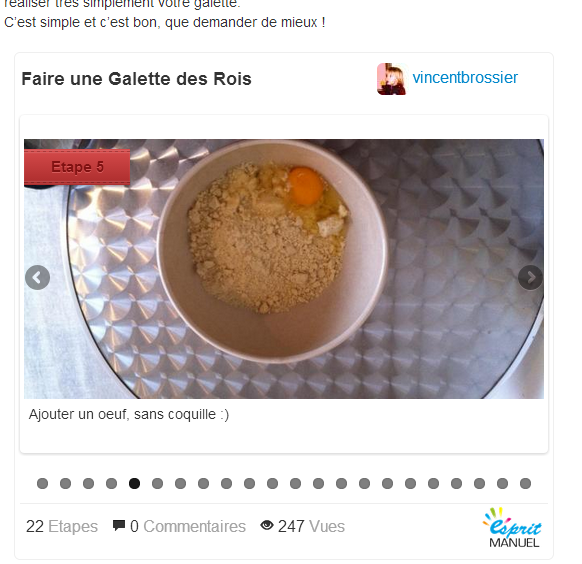 réaliser très simplement votre galette.
C'est simple et c'est bon, que demander de mieux !
Faire une Galette des Rois
vincentbrossier
Etape 5
Ajouter un oeuf, sans coquille :)
22 Etapes 0 Commentaires 247 Vues
esprit
MANUEL